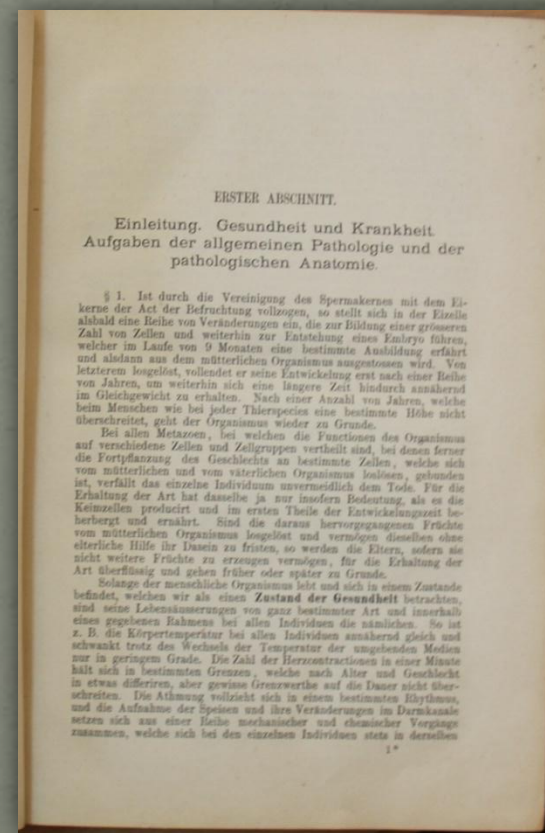 ERSTER ABSCHNITT.
Einleitung. Gesundheit und Krankheit.
Aufgaben der allgemeinen Pathologie und der
pathologischen Anatomie.
§ 1. Ist durch die Vereinigung des Spermakernes mit dem Ei-
kerne der Act der Befruchtung vollzogen, so stellt sich in der Eizelle
alsbald eine Reihe von Veränderungen ein, die zur Bildung einer grösseren
Zahl von Zellen und weiterhin zur Entstehung eines Embryo führen,
welcher im Laufe von 9 Monaten eine bestimmte Ausbildung erfährt
und alsdann aus dem mütterlichen Organismus ausgestossen wird. Von
letzterem losgelöst, vollendet er seine Entwickelung erst nach einer Reihe
von Jahren, um weiterhin sich eine längere Zeit hindurch annähernd
im Gleichgewicht zu erhalten. Nach einer Anzahl von Jahren, welche
beim Menschen wie bei jeder Thierspecies eine bestimmte Höhe nicht
überschreitet, geht der Organismus wieder zu Grunde.
Bei allen Metazoen, bei welchen die Functionen des Organismus
auf verschiedene Zellen und Zellgruppen vertheilt sind, bei denen ferner
die Fortpflanzung des Geschlechts an bestimmte Zellen, welche sich
vom mütterlichen und vom väterlichen Organismus loslösen, gebunden
ist, verfällt das einzelne Individuum unvermeidlich dem Tode. Für die
Erhaltung der Art hat dasselbe ja nur insofern Bedeutung, als es die
Keimzellen producirt und im ersten Theile der Entwickelungszeit be-
herbergt und ernährt. Sind die daraus hervorgegangenen Früchte
vom mütterlichen Organismus losgelöst und vermögen dieselben ohne
elterliche Hilfe ihr Dasein zu fristen, so werden die Eltern, sofern sie
nicht weitere Früchte zu erzeugen vermögen, für die Erhaltung der
Art überflüssig und gehen früher oder später zu Grunde.
Solange der menschliche Organismus lebt und sich in einem Zustande
befindet, welchen wir als einen Zustand der Gesundheit betrachten,
sind seine Lebensäusserungen von ganz bestimmter Art und innerhalb
eines gegebenen Rahmens bei allen Individuen die nämlichen. So ist
z. B. die Körpertemperatur bei allen Individuen annähernd gleich und
schwankt trotz des Wechsels der Temperatur der umgebenden Medien
nur in geringem Grade. Die Zahl der Herzcontractionen in einer Minute
hält sich in bestimmten Grenzen, welche nach Alter und Geschlecht
in etwas differiren, aber gewisse Grenzwerthe auf die Dauer nicht über-
schreiten. Die Athmung vollzieht sich in einem bestimmten Rhythmus,
und die Aufnahme der Speisen und ihre Veränderungen im Darmkanale
setzen sich aus einer Reihe mechanischer und chemischer Vorgänge
zusammen, welche sich bei den einzelnen Individuen stets in derselben
1*